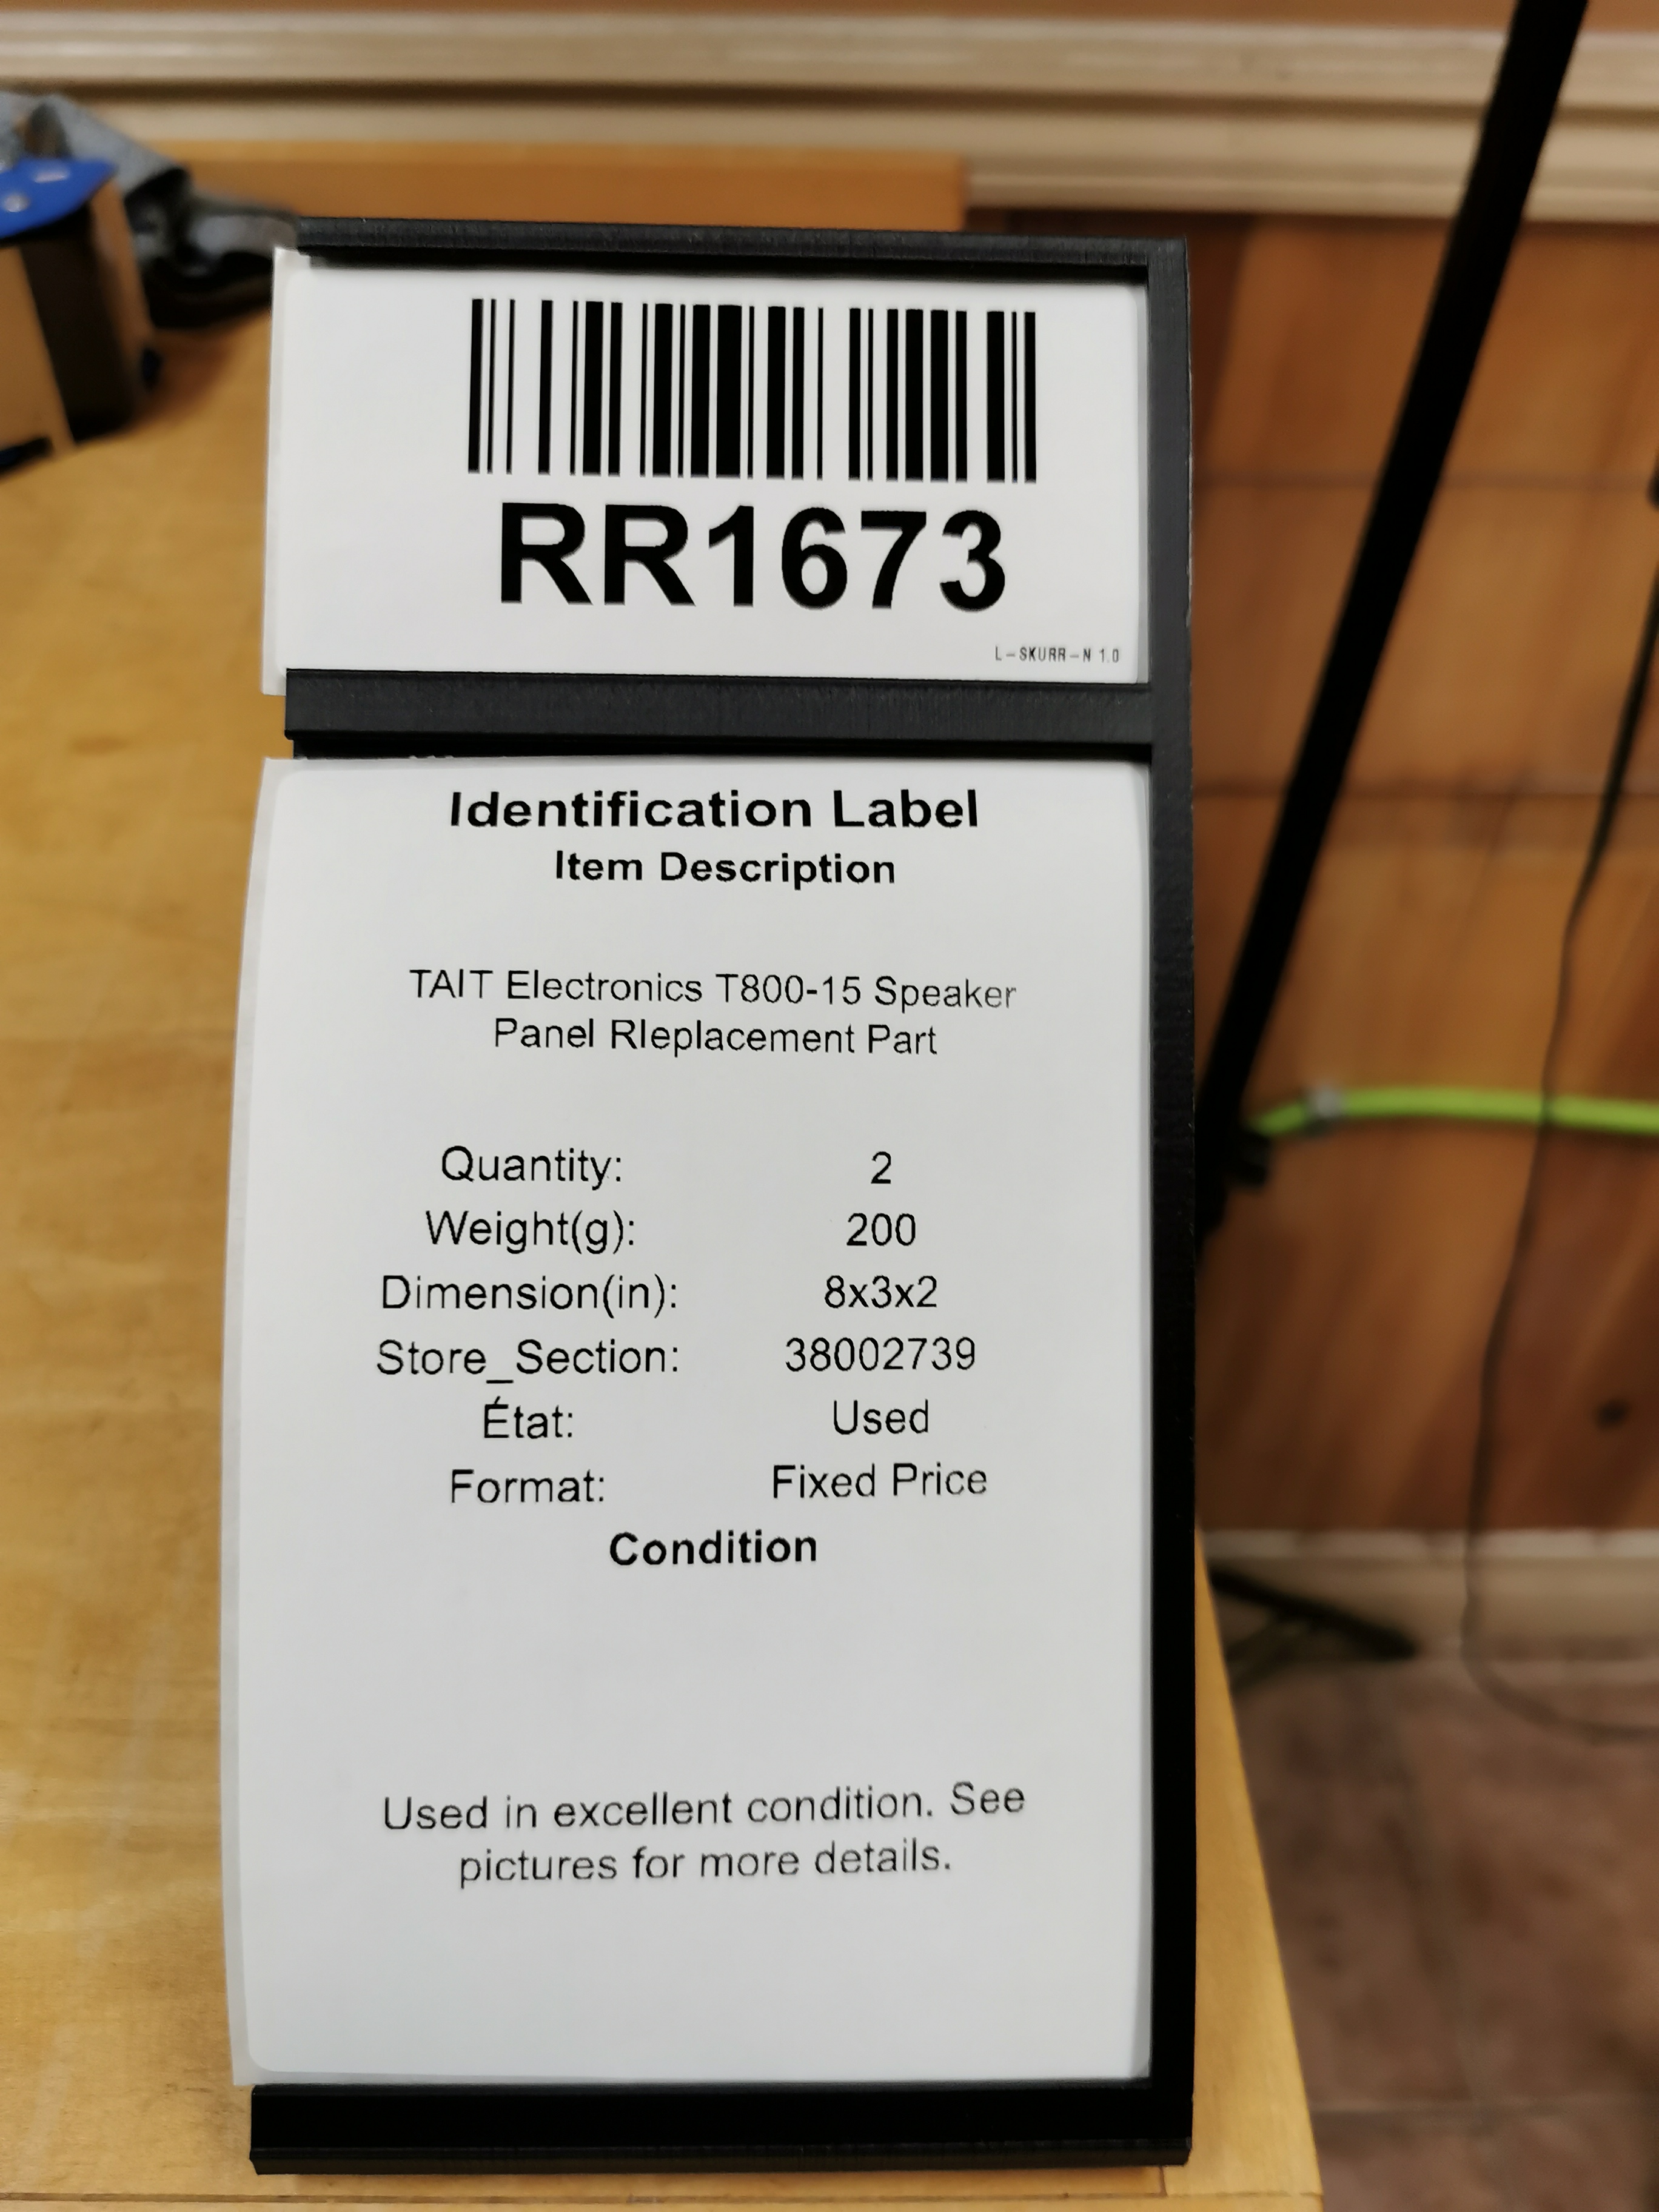 RR1673
L-SKURR-N 1.0
Identification Label
Item Description
TAIT Electronics T800-15 Speaker
Panel Rleplacement Part
Quantity: 2
Weight(g): 200
Dimension(in): 8x3x2
Store_Section: 38002739
État: Used
Format: Fixed Price
Condition
Used in excellent condition. See
pictures for more details.